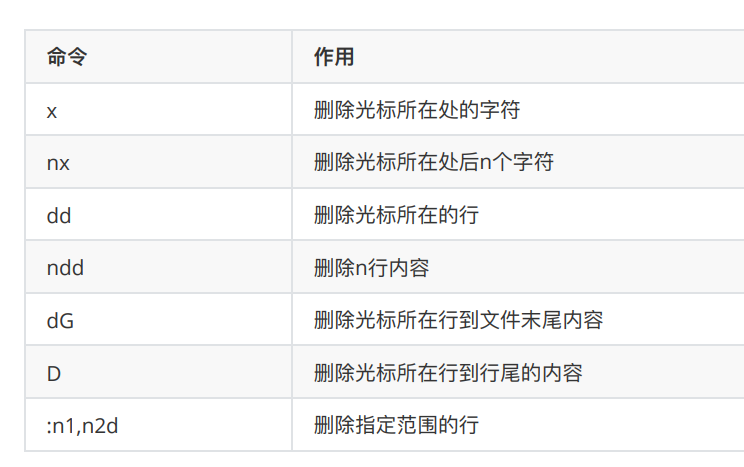 命令 作用
x 删除光标所在处的字符
nx 删除光标所在处后n个字符
dd 删除光标所在的行
ndd 删除n行内容
dG 删除光标所在行到文件末尾内容
D 删除光标所在行到行尾的内容
:n1,n2d 删除指定范围的行